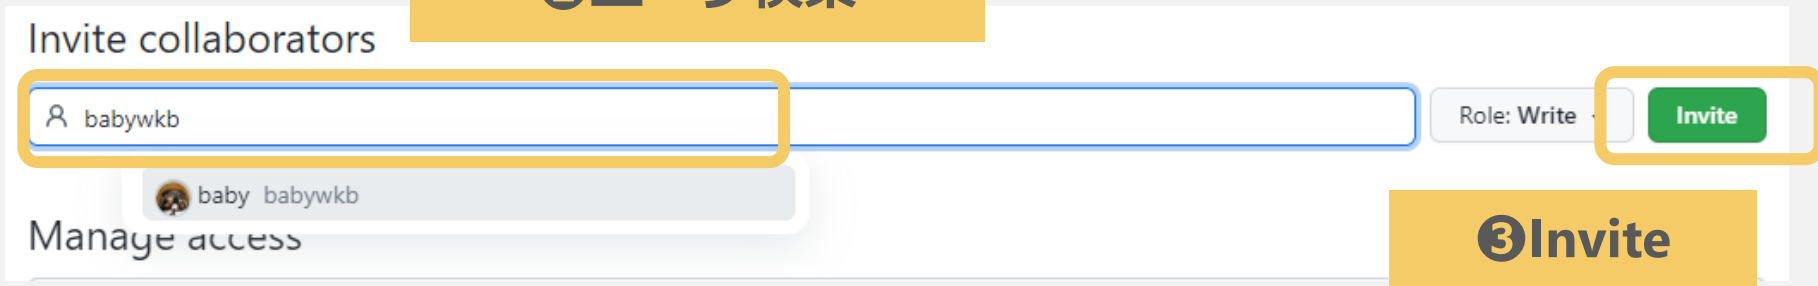 Invite collaborators
babywkb
Role: Write
Invite
baby babywkb
Manage access
❸Invite